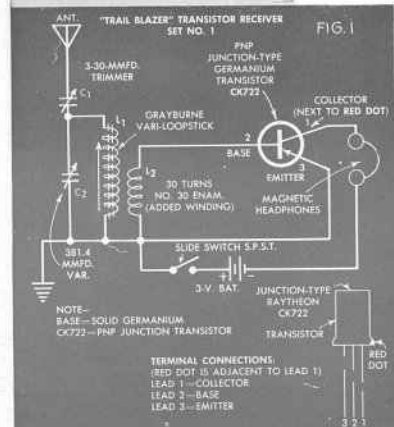 ANT.
"TRAIL BLAZER" TRANSISTOR RECEIVER
SET NO. 1
FIG. 1
3-30-MMFD.
TRIMMER
PNP
JUNCTION-TYPE
GERMANIUM
TRANSISTOR
CK722
COLLECTOR
(NEXT TO RED DOT)
C1
L1
GRAYBURNE
VARI-LOOPSTICK
1
2
BASE
3
EMITTER
L2
C2
30 TURNS
NO. 30 ENAM.
(ADDED WINDING)
MAGNETIC
HEADPHONES
381.4
MMFD.
VAR.
SLIDE SWITCH S.P.S.T.
+
-
3-V. BAT.
NOTE—
BASE—SOLID GERMANIUM
CK722—PNP JUNCTION TRANSISTOR
JUNCTION-TYPE
RAYTHEON
CK722
TRANSISTOR
RED
DOT
TERMINAL CONNECTIONS:
(RED DOT IS ADJACENT TO LEAD 1)
LEAD 1—COLLECTOR
LEAD 2—BASE
LEAD 3—EMITTER
3 2 1